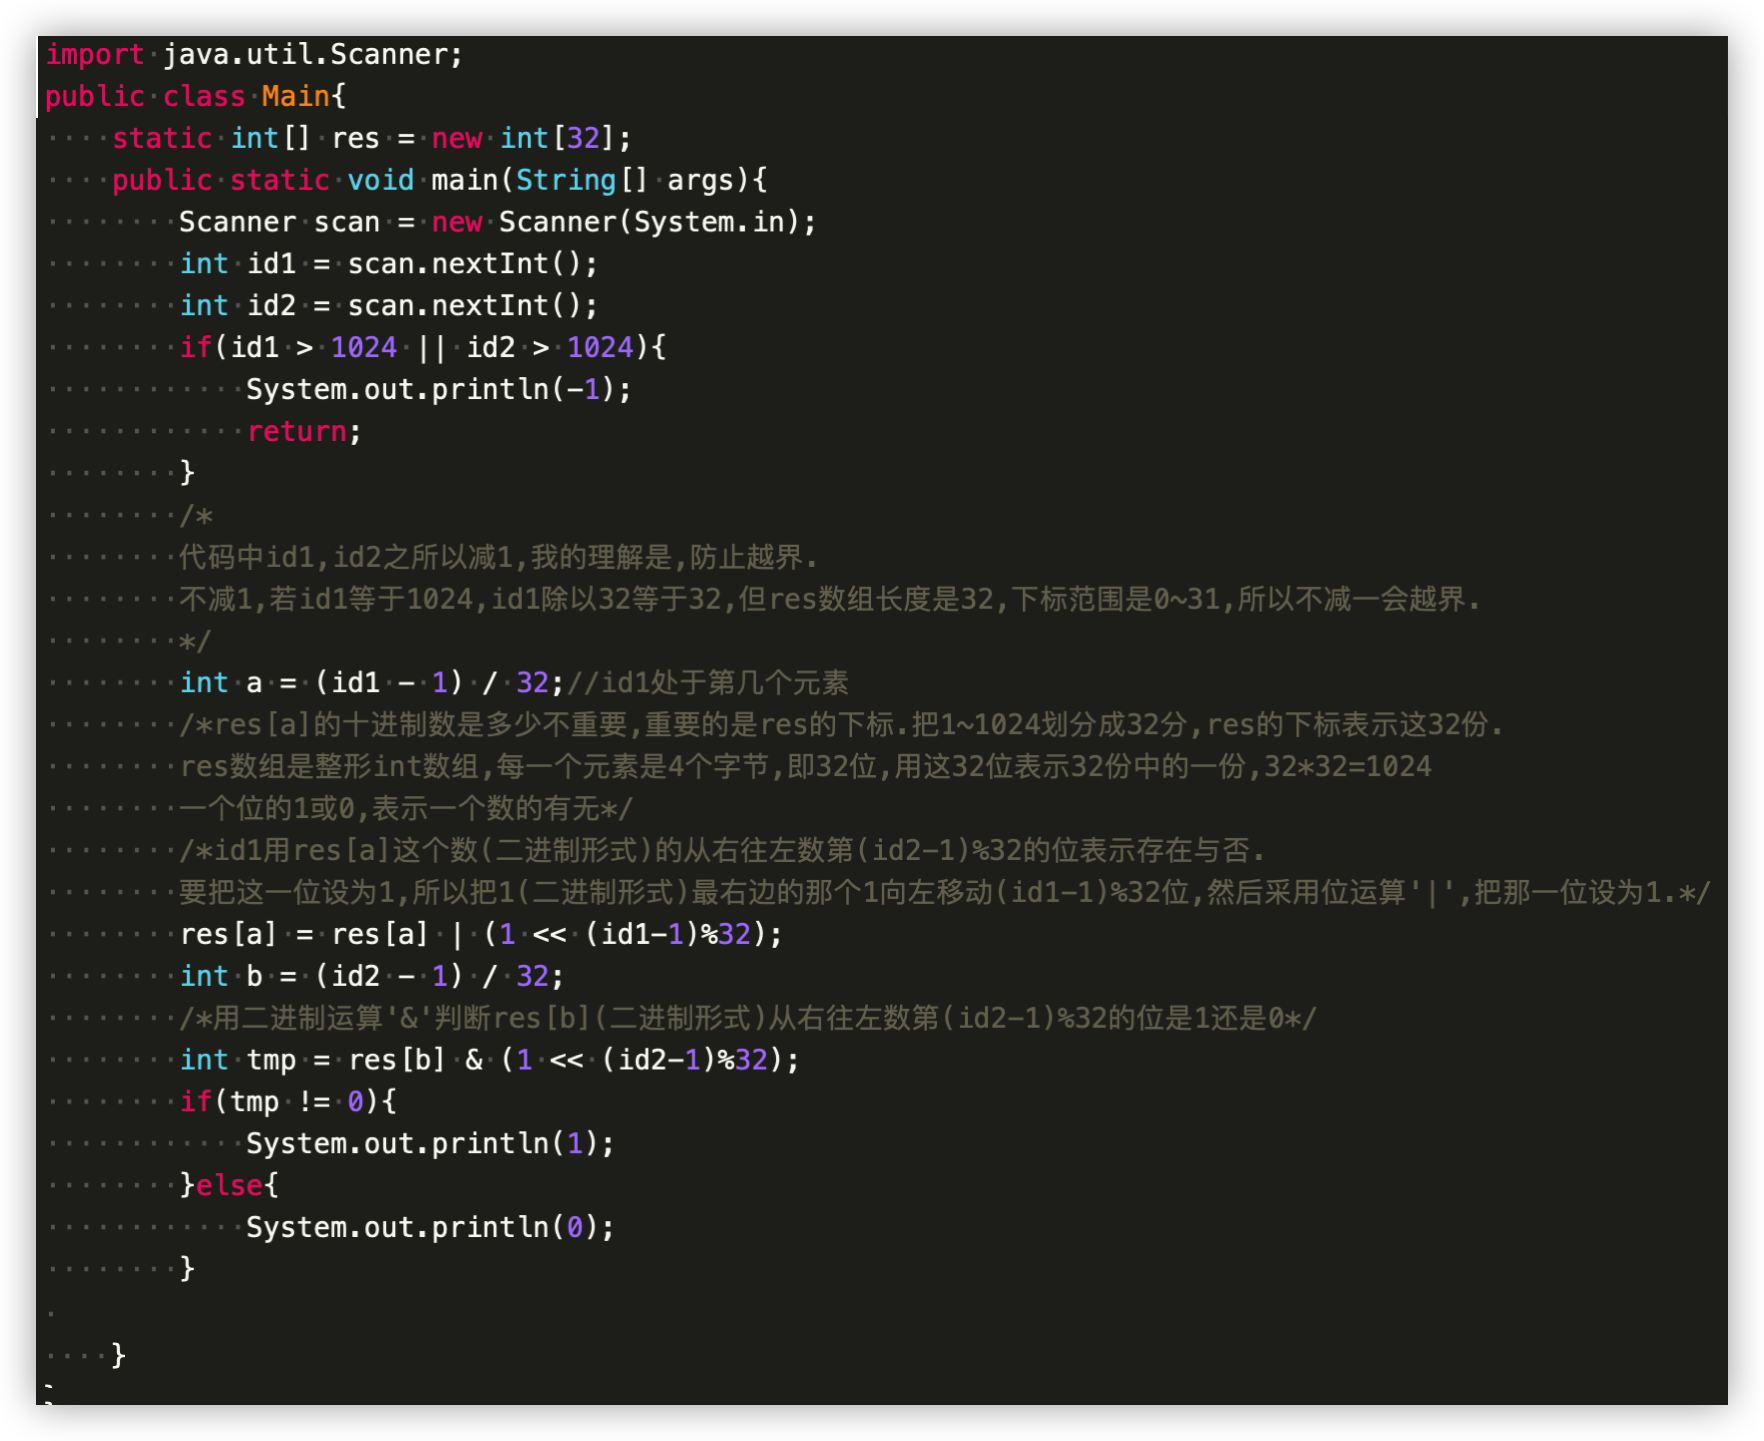 import java.util.Scanner;
public class Main{
    static int[] res = new int[32];
    public static void main(String[] args){
        Scanner scan = new Scanner(System.in);
        int id1 = scan.nextInt();
        int id2 = scan.nextInt();
        if(id1 > 1024 || id2 > 1024){
            System.out.println(-1);
            return;
        }
        /*
        代码中id1,id2之所以减1,我的理解是,防止越界.
        不减1,若id1等于1024,id1除以32等于32,但res数组长度是32,下标范围是0~31,所以不减一会越界.
        */
        int a = (id1 - 1) / 32;//id1处于第几个元素
        /*res[a]的十进制数是多少不重要,重要的是res的下标.把1~1024划分成32分,res的下标表示这32份.
        res数组是整形int数组,每一个元素是4个字节,即32位,用这32位表示32份中的一份,32*32=1024
        一个位的1或0,表示一个数的有无*/
        /*id1用res[a]这个数(二进制形式)的从右往左数第(id2-1)%32的位表示存在与否.
        要把这一位设为1,所以把1(二进制形式)最右边的那个1向左移动(id1-1)%32位,然后采用位运算'|',把那一位设为1.*/
        res[a] = res[a] | (1 << (id1-1)%32);
        int b = (id2 - 1) / 32;
        /*用二进制运算'&'判断res[b](二进制形式)从右往左数第(id2-1)%32的位是1还是0*/
        int tmp = res[b] & (1 << (id2-1)%32);
        if(tmp != 0){
            System.out.println(1);
        }else{
            System.out.println(0);
        }
    }
}